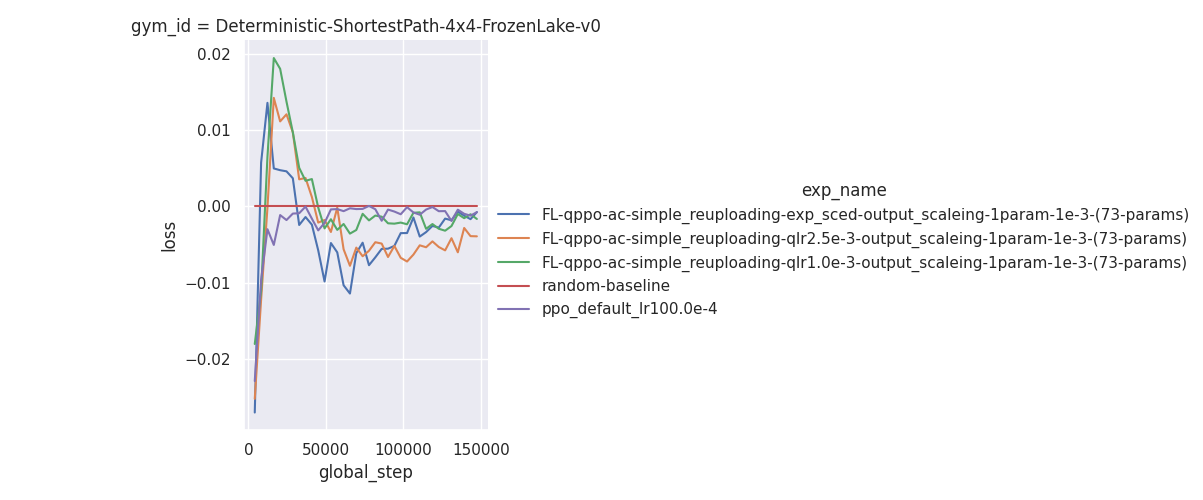 gym_id = Deterministic-ShortestPath-4x4-FrozenLake-v0
0.02
0.01
0.00
−0.01
−0.02
loss
0
50000
100000
150000
global_step
exp_name
FL-qppo-ac-simple_reuploading-exp_sced-output_scaleing-1param-1e-3-(73-params)
FL-qppo-ac-simple_reuploading-qlr2.5e-3-output_scaleing-1param-1e-3-(73-params)
FL-qppo-ac-simple_reuploading-qlr1.0e-3-output_scaleing-1param-1e-3-(73-params)
random-baseline
ppo_default_lr100.0e-4